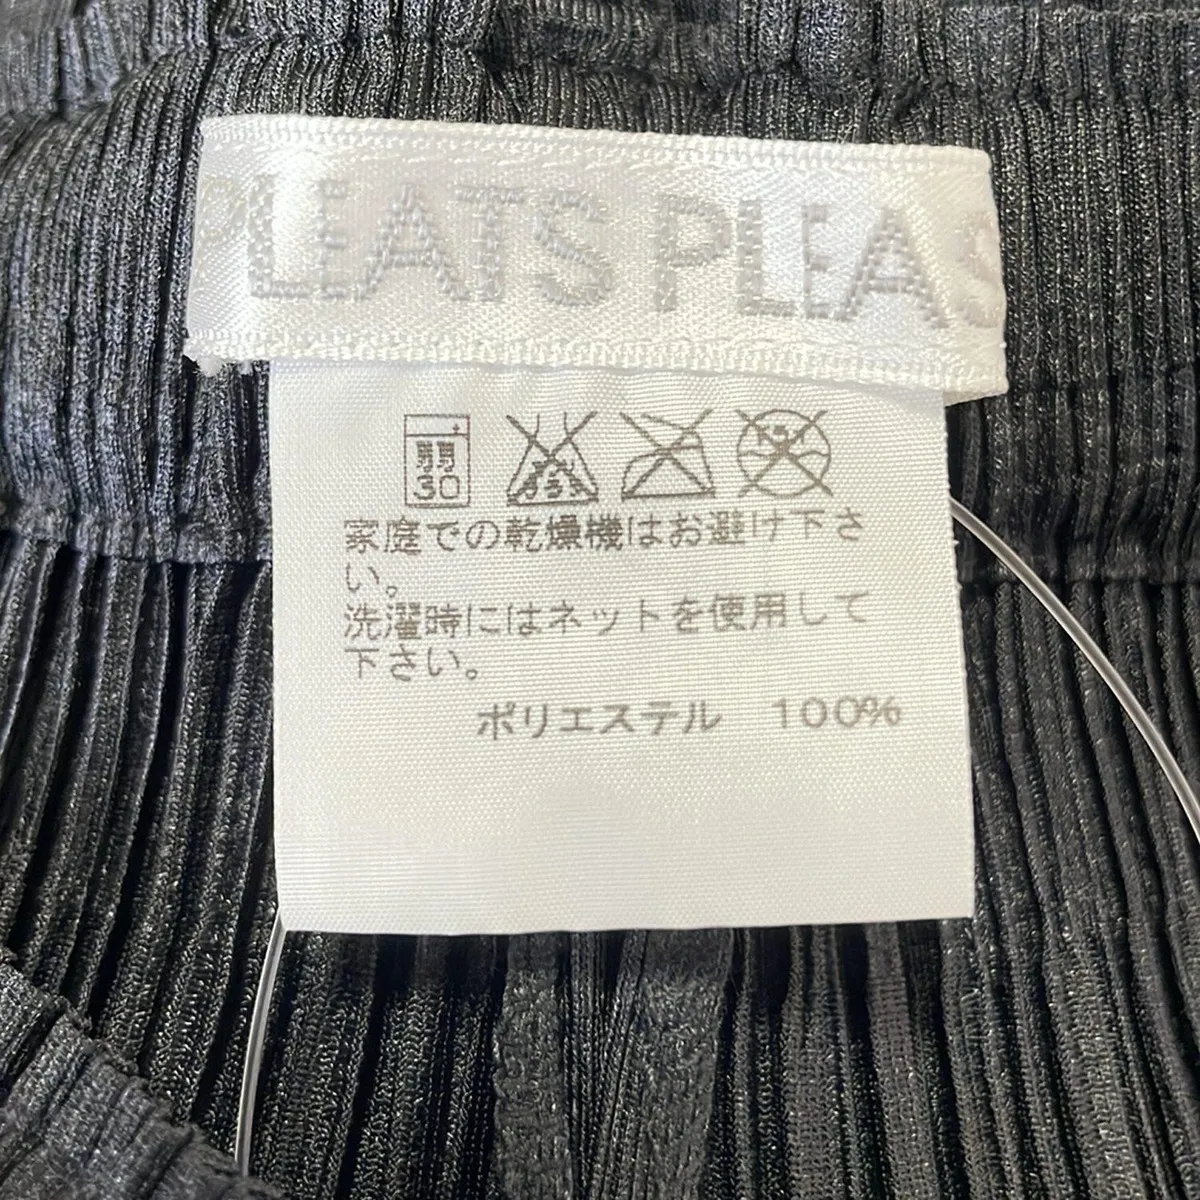 PLEATS PLEAS
弱
30
家庭での乾燥機はお避け下さ
い。
洗濯時にはネットを使用して
下さい。
ポリエステル 100%